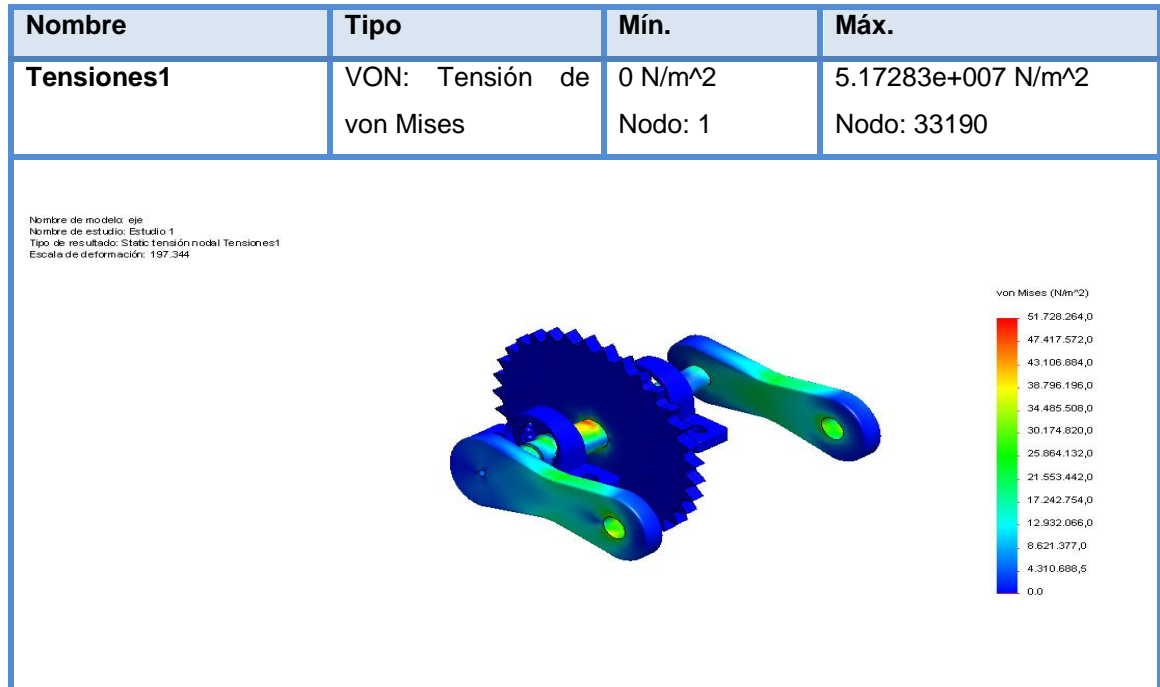 Nombre Tipo Mín. Máx.
Tensiones1 VON: Tensión de 0 N/m^2 5.17283e+007 N/m^2
von Mises Nodo: 1 Nodo: 33190
Nombre de modelo: eje
Nombre de estudio: Estudio 1
Tipo de resultado: Static tensión nodal Tensiones1
Escala de deformación: 197.344
von Mises (N/m^2)
51.728.264,0
47.417.572,0
43.106.884,0
38.796.196,0
34.485.508,0
30.174.820,0
25.864.132,0
21.553.442,0
17.242.754,0
12.932.066,0
8.621.377,0
4.310.688,5
0.0